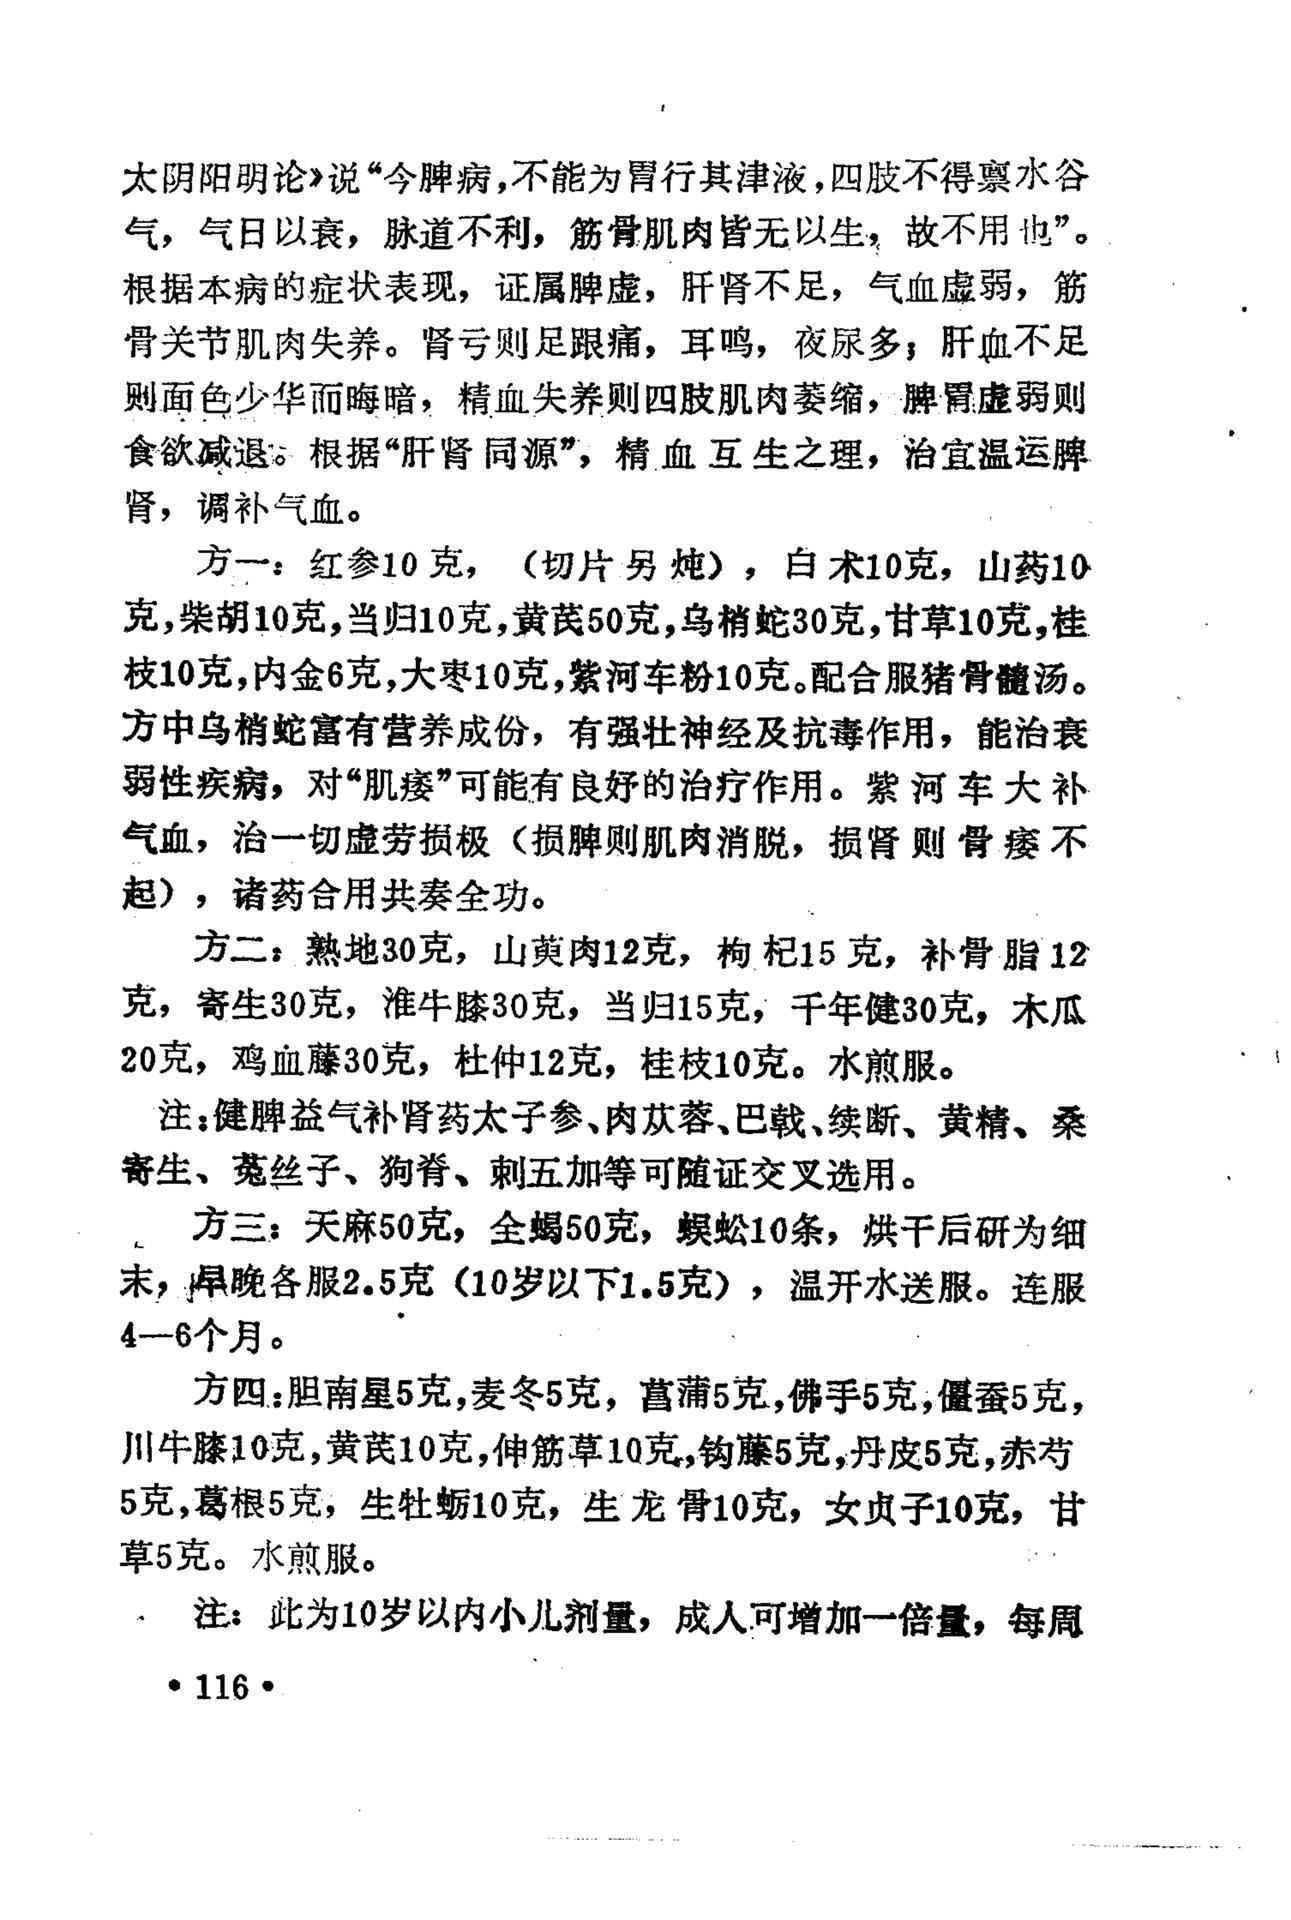 太阴阳明论》说“今脾病，不能为胃行其津液，四肢不得禀水谷
气，气日以衰，脉道不利，筋骨肌肉皆无以生，故不用也”。
根据本病的症状表现，证属脾虚，肝肾不足，气血虚弱，筋
骨关节肌肉失养。肾亏则足跟痛，耳鸣，夜尿多；肝血不足
则面色少华而晦暗，精血失养则四肢肌肉萎缩，脾胃虚弱则
食欲减退。根据“肝肾同源”，精血互生之理，治宜温运脾
肾，调补气血。
方一：红参10克，（切片另炖），白术10克，山药10
克，柴胡10克，当归10克，黄芪50克，乌梢蛇30克，甘草10克，桂
枝10克，内金6克，大枣10克，紫河车粉10克。配合服猪骨髓汤。
方中乌梢蛇富有营养成份，有强壮神经及抗毒作用，能治衰
弱性疾病，对“肌痿”可能有良好的治疗作用。紫河车大补
气血，治一切虚劳损极（损脾则肌肉消脱，损肾则骨痿不
起），诸药合用共奏全功。
方二：熟地30克，山萸肉12克，枸杞15克，补骨脂12
克，寄生30克，淮牛膝30克，当归15克，千年健30克，木瓜
20克，鸡血藤30克，杜仲12克，桂枝10克。水煎服。
注：健脾益气补肾药太子参、肉苁蓉、巴戟、续断、黄精、桑
寄生、菟丝子、狗脊、刺五加等可随证交叉选用。
方三：天麻50克，全蝎50克，蜈蚣10条，烘干后研为细
末，早晚各服2.5克（10岁以下1.5克），温开水送服。连服
4—6个月。
方四：胆南星5克，麦冬5克，菖蒲5克，佛手5克，僵蚕5克，
川牛膝10克，黄芪10克，伸筋草10克，钩藤5克，丹皮5克，赤芍
5克，葛根5克，生牡蛎10克，生龙骨10克，女贞子10克，甘
草5克。水煎服。
注：此为10岁以内小儿剂量，成人可增加一倍量，每周
•116•